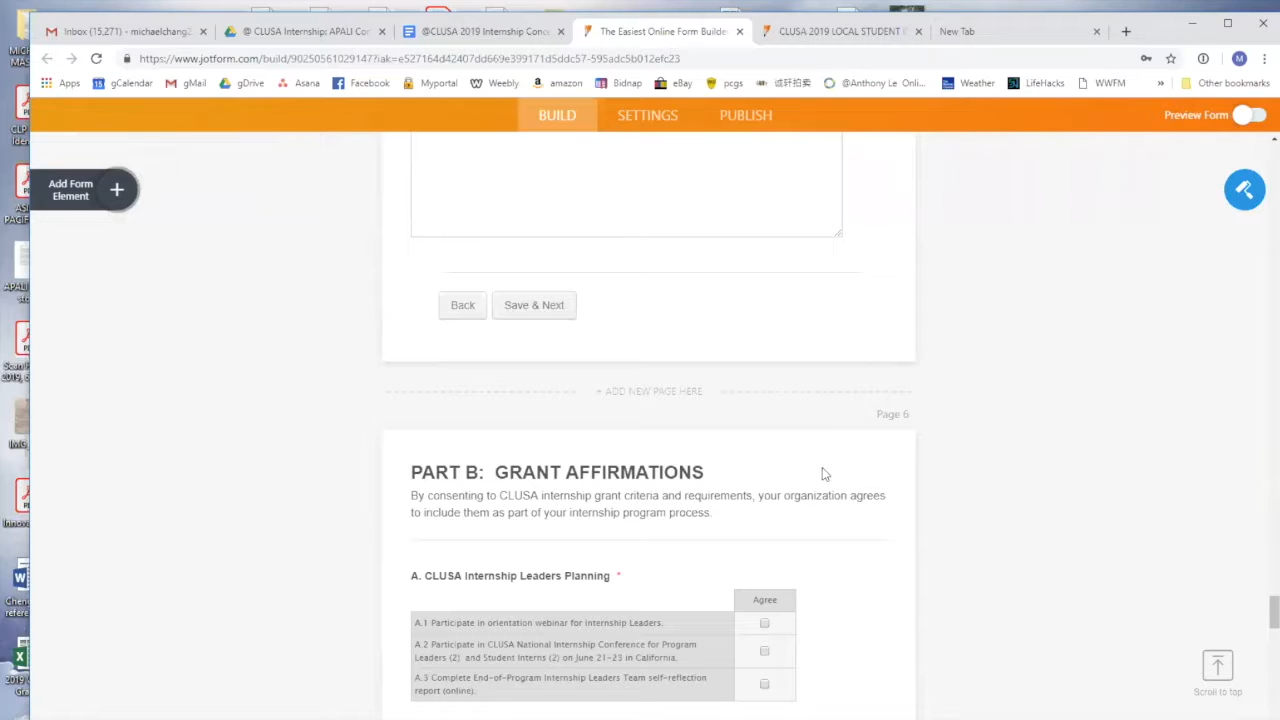 Inbox (15,271) - michaelchang2
@ CLUSA Internship: APALI Co
@CLUSA 2019 Internship Conc
The Easiest Online Form Builde
CLUSA 2019 LOCAL STUDENT
New Tab
https://www.jotform.com/build/90250561029147?iak=e527164d42407dd669e399171d5ddc57-595adc5b012efc23
Apps
gCalendar
gMail
gDrive
Asana
Facebook
Myportal
Weebly
amazon
Bidnap
eBay
pcgs
诚轩拍卖
@Anthony Le Onli...
Weather
LifeHacks
WWFM
Other bookmarks
BUILD
SETTINGS
PUBLISH
Preview Form
Add Form
Element
Back
Save & Next
+ ADD NEW PAGE HERE
Page 6
PART B: GRANT AFFIRMATIONS
By consenting to CLUSA internship grant criteria and requirements, your organization agrees
to include them as part of your internship program process.
A. CLUSA Internship Leaders Planning *
Agree
A.1 Participate in orientation webinar for internship Leaders.
A.2 Participate in CLUSA National Internship Conference for Program
Leaders (2) and Student Interns (2) on June 21-23 in California.
A.3 Complete End-of-Program Internship Leaders Team self-reflection
report (online).
Scroll to top